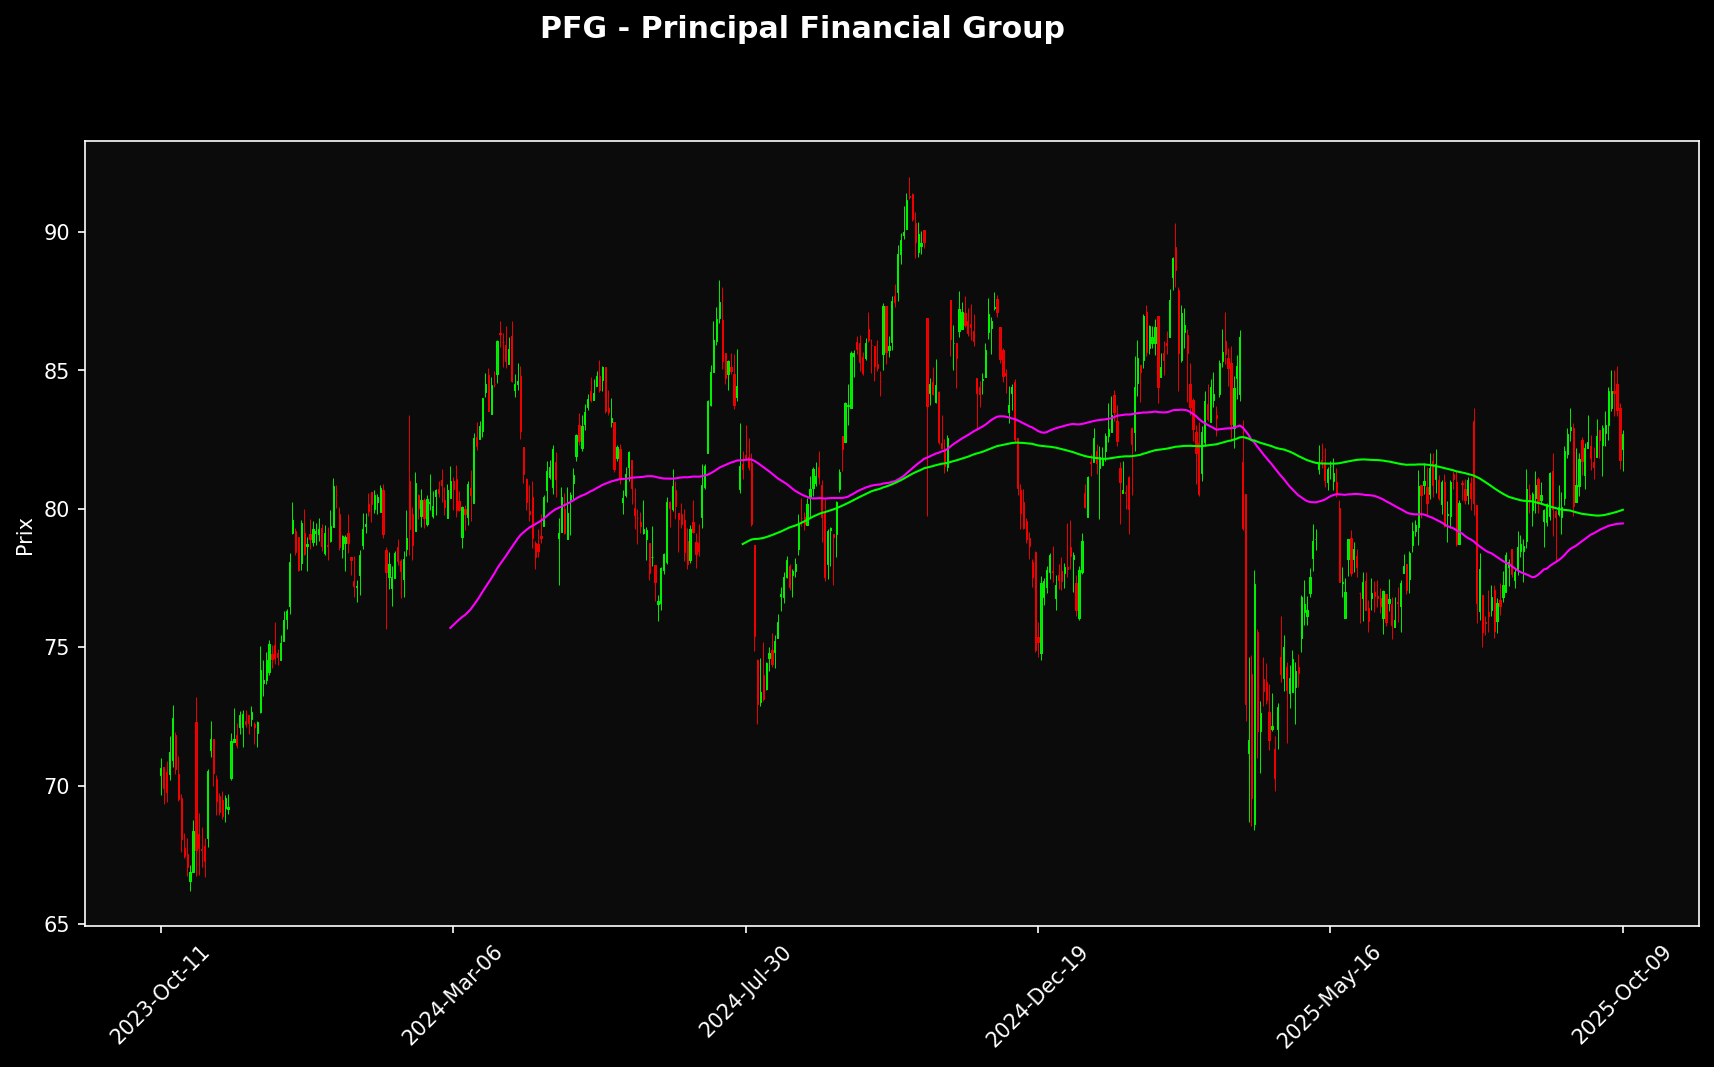 PFG - Principal Financial Group
Prix
90
85
80
75
70
65
2023-Oct-11
2024-Mar-06
2024-Jul-30
2024-Dec-19
2025-May-16
2025-Oct-09